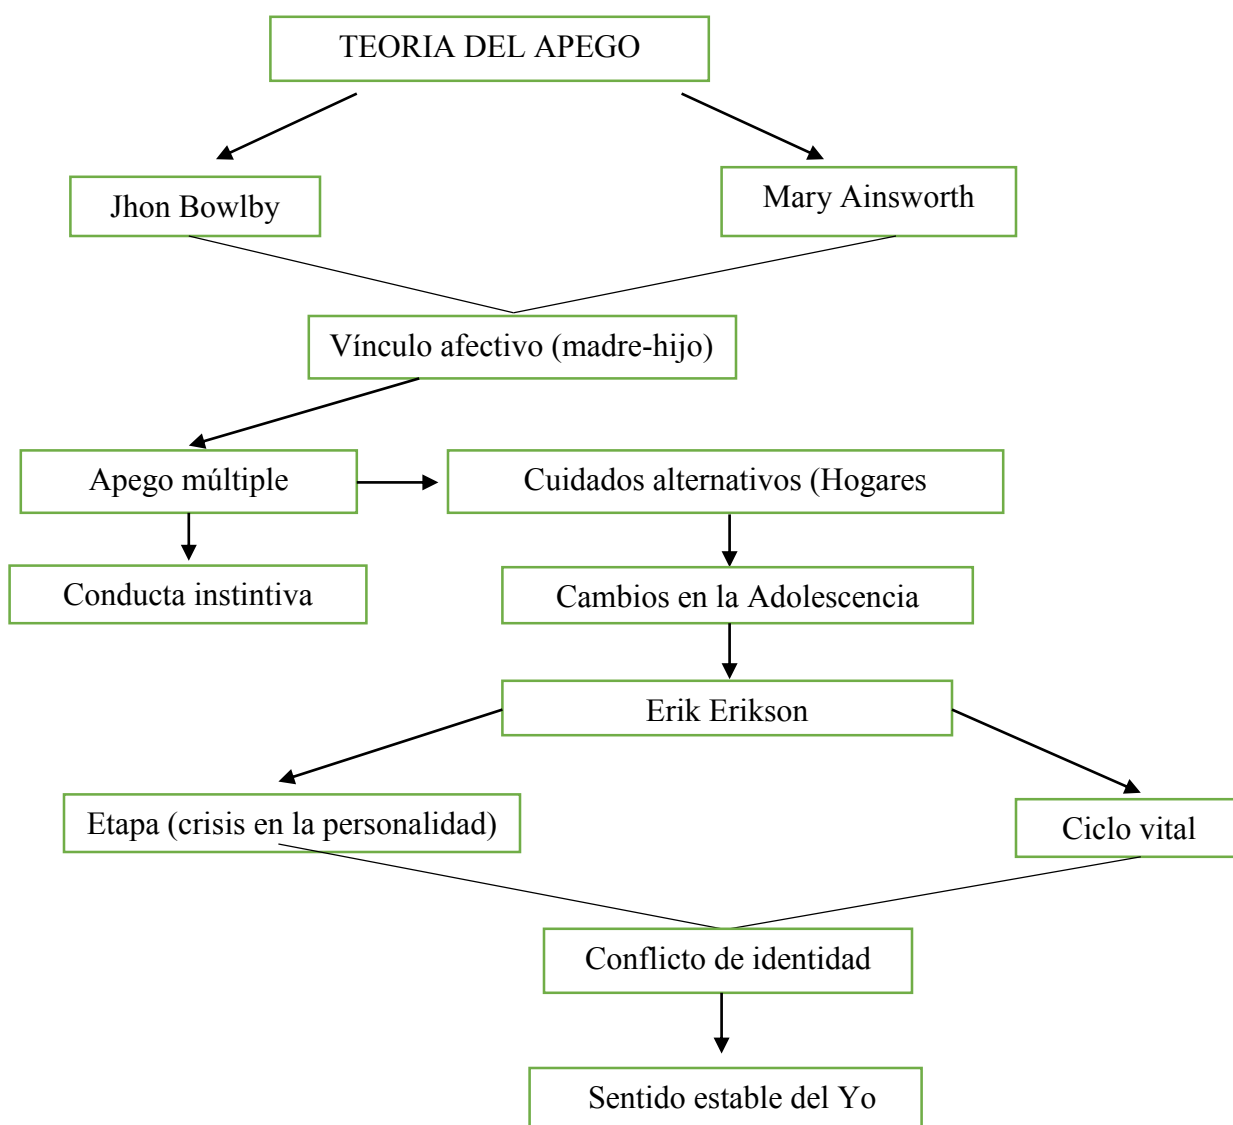 TEORIA DEL APEGO
Jhon Bowlby
Mary Ainsworth
Vínculo afectivo (madre-hijo)
Apego múltiple
Cuidados alternativos (Hogares
Conducta instintiva
Cambios en la Adolescencia
Erik Erikson
Etapa (crisis en la personalidad)
Ciclo vital
Conflicto de identidad
Sentido estable del Yo